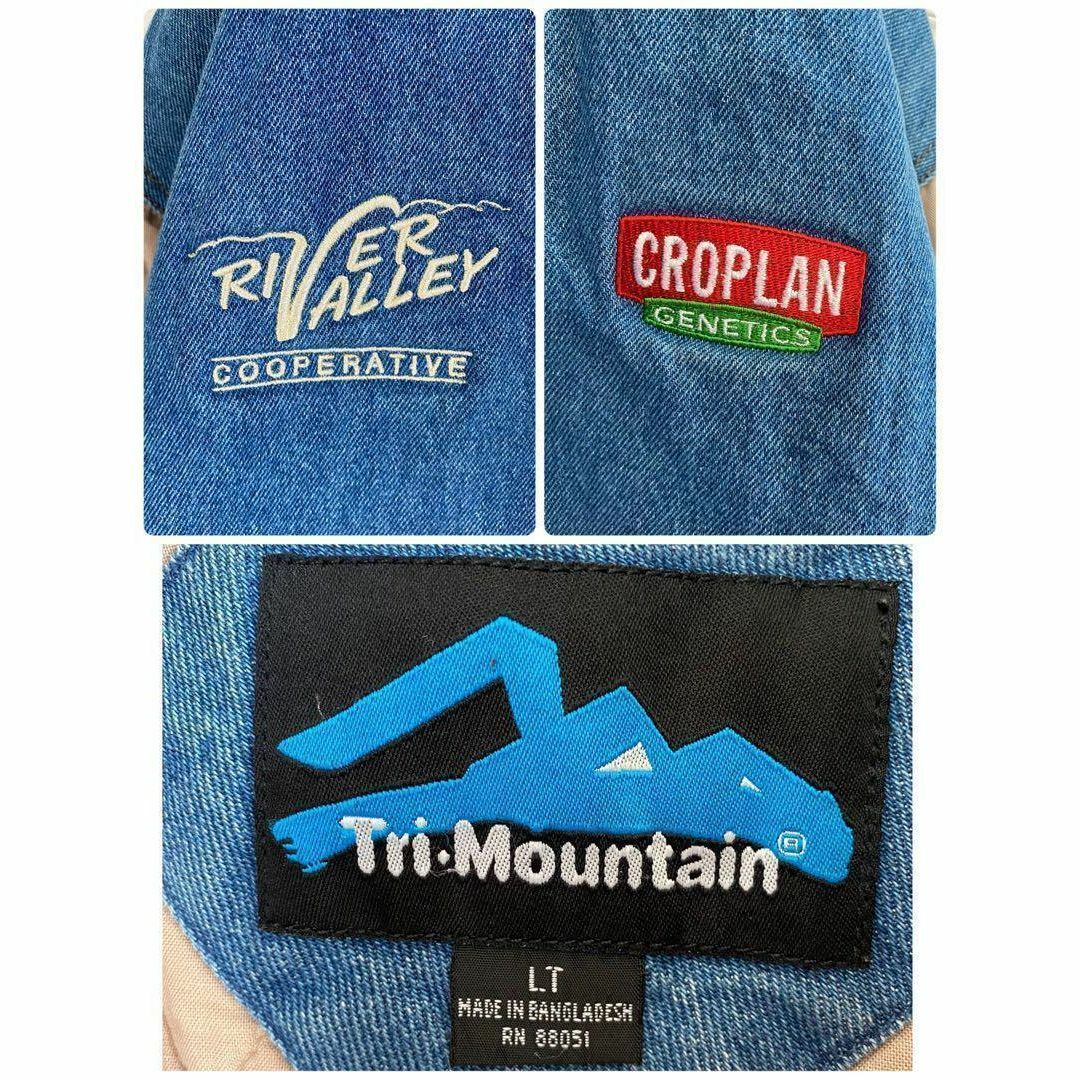 RIVER
VALLEY
COOPERATIVE
CROPLAN
GENETICS
Tri-Mountain®
LT
MADE IN BANGLADESH
RN 88051